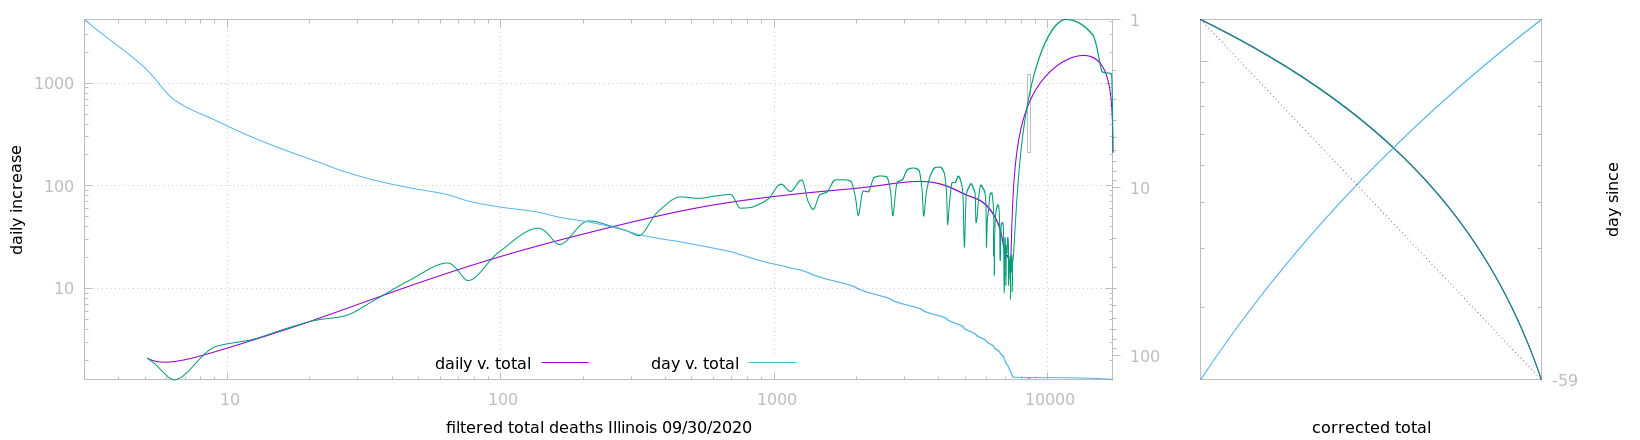 1
1000
100
10
daily increase
10
100
daily v. total
day v. total
10
100
1000
10000
filtered total deaths Illinois 09/30/2020
day since
-59
corrected total